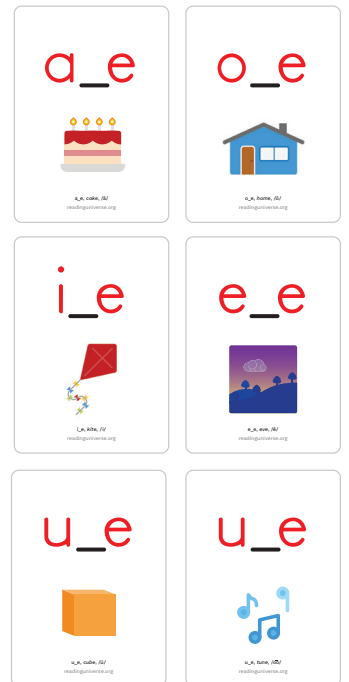 a_e
a_e, cake, /ā/
readinguniverse.org
o_e
o_e, home, /ō/
readinguniverse.org
i_e
i_e, kite, /ī/
readinguniverse.org
e_e
e_e, eve, /ē/
readinguniverse.org
u_e
u_e, cube, /ū/
readinguniverse.org
u_e
u_e, tune, /o͞o/
readinguniverse.org